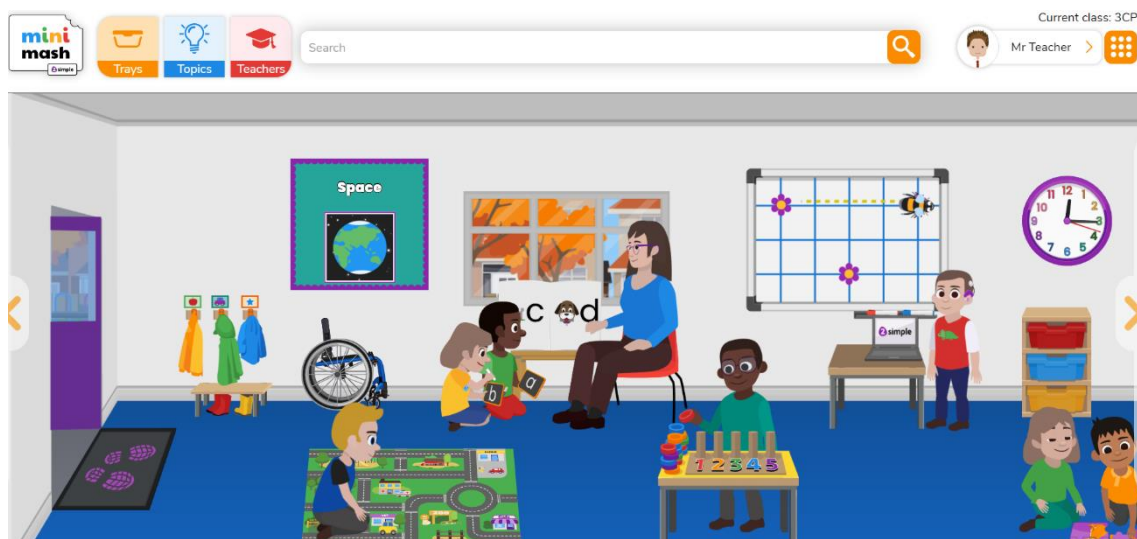 Current class: 3CP
mini
mash
2simple
Trays
Topics
Teachers
Search
Mr Teacher
Space
11 12 1
10 2
9 3
8 4
7 6 5
c d
2simple
b
a
1 2 3 4 5